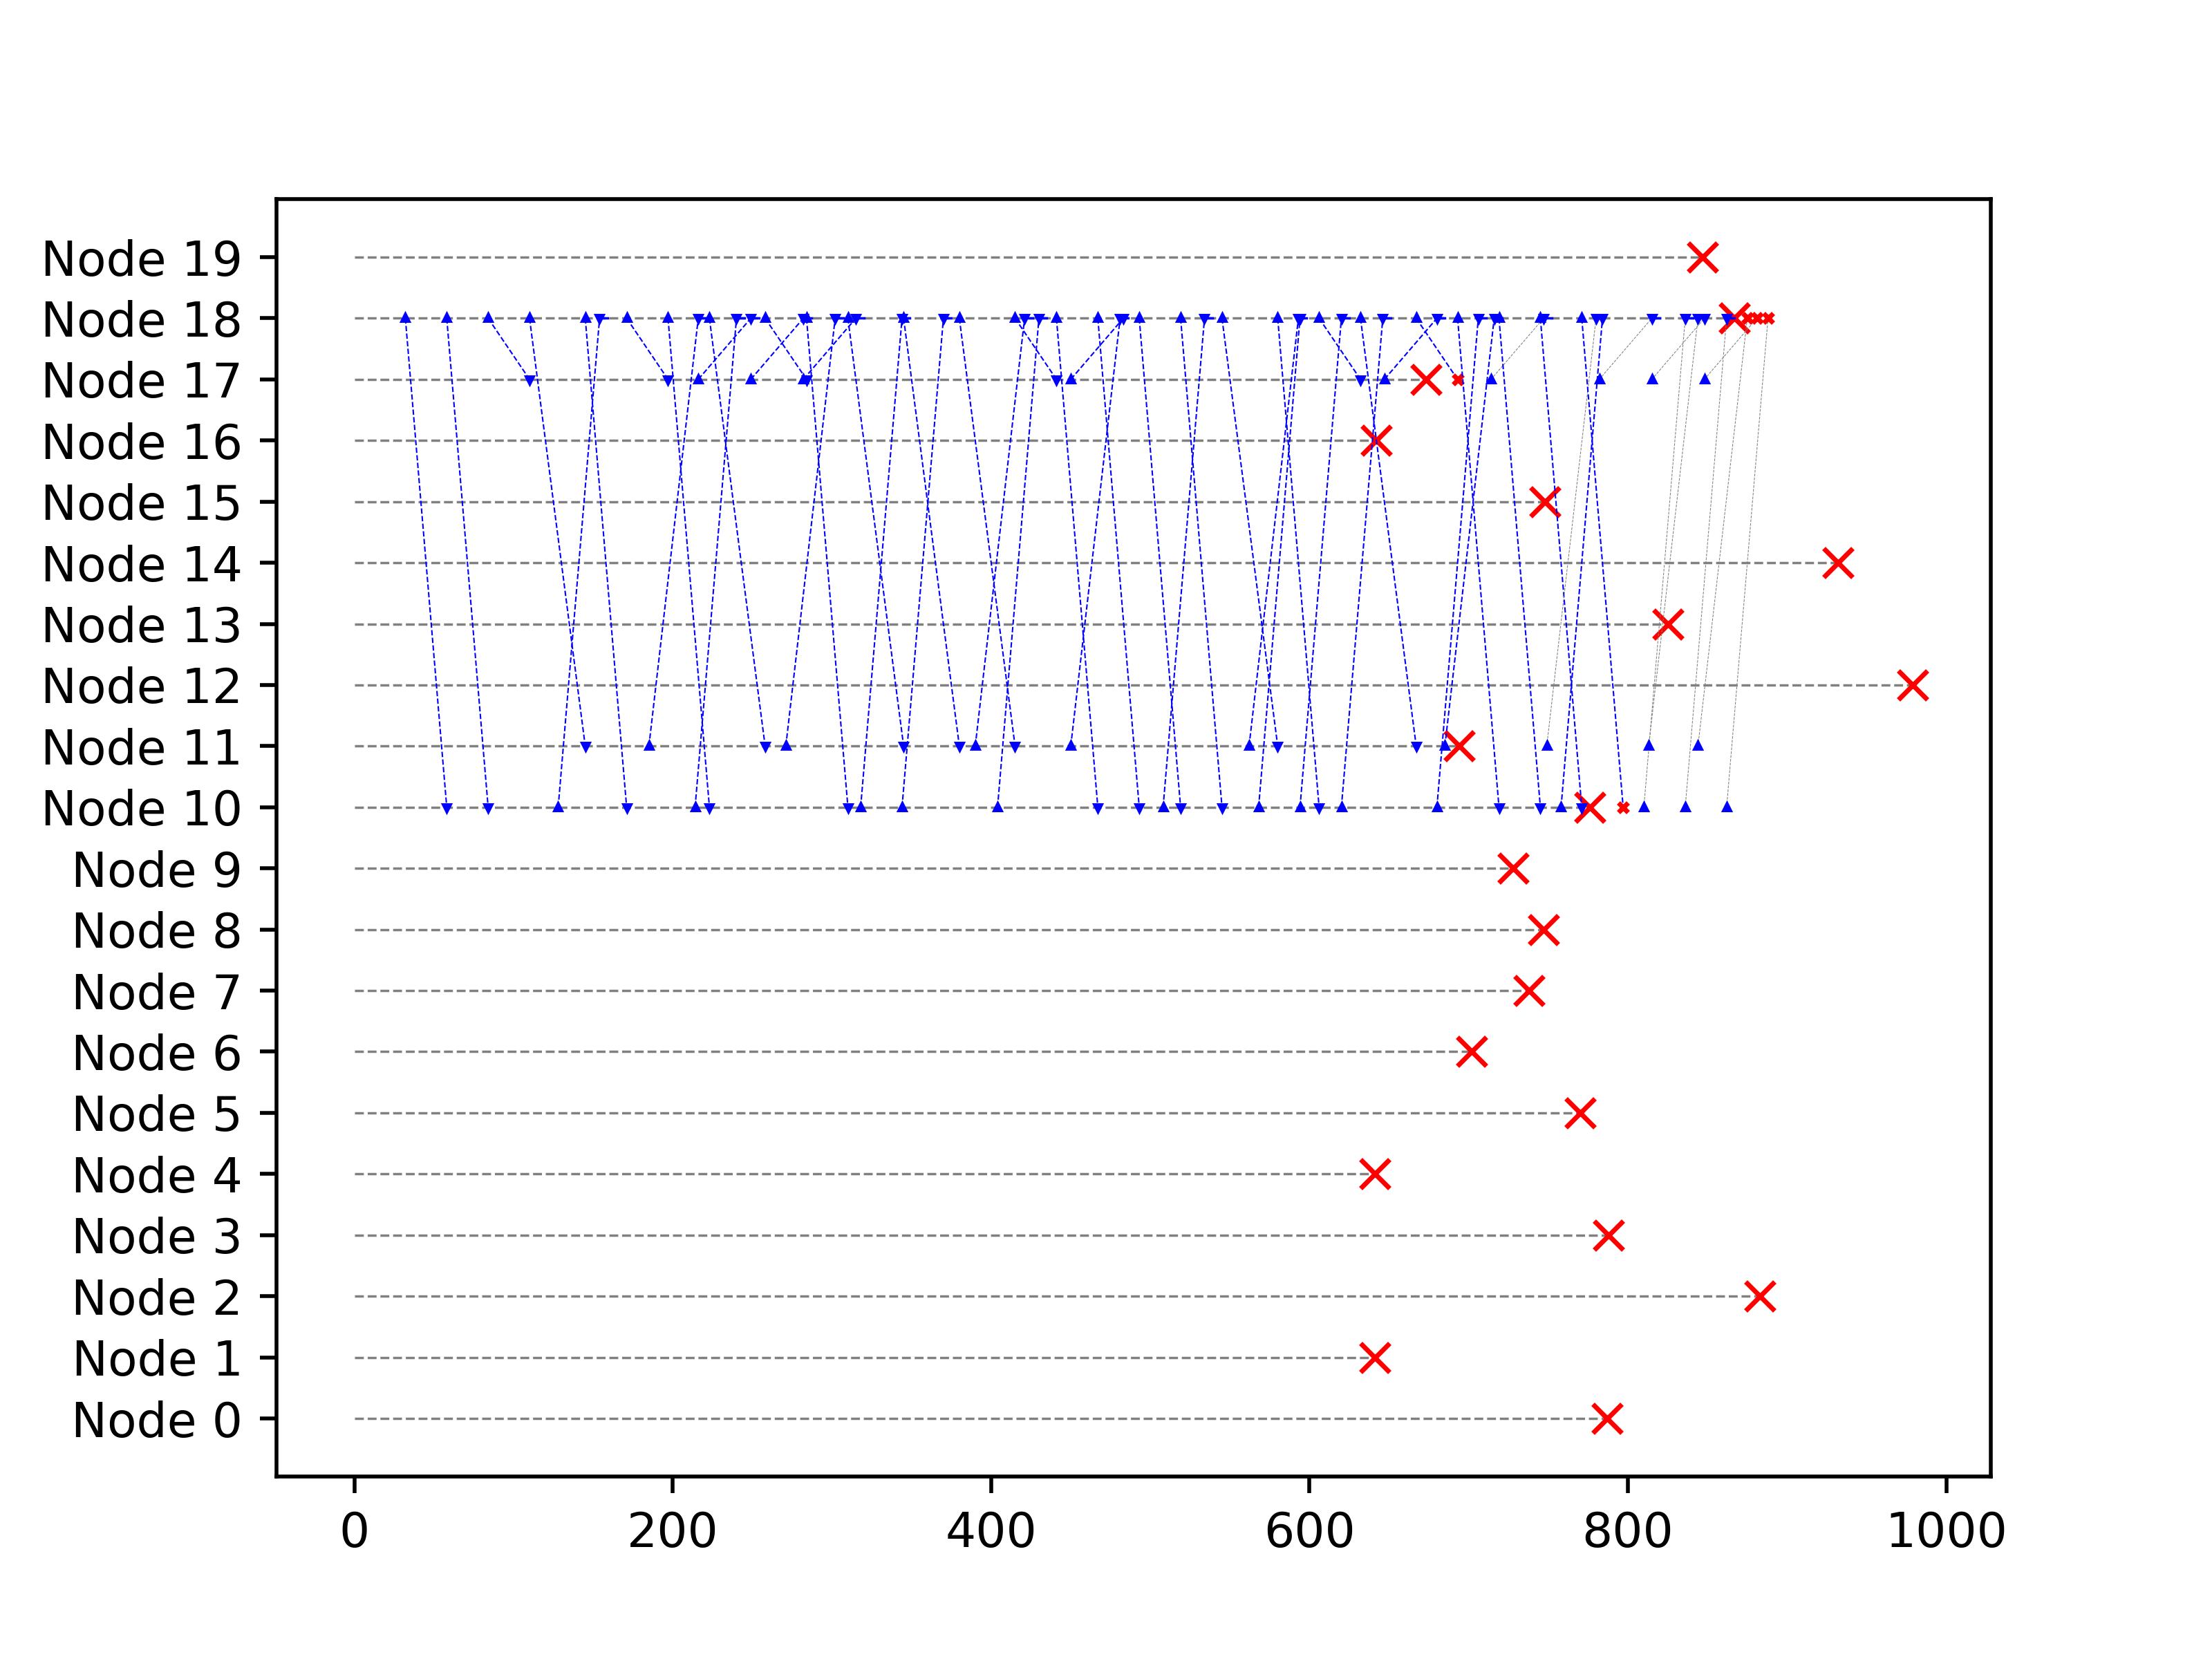 Node 19
Node 18
Node 17
Node 16
Node 15
Node 14
Node 13
Node 12
Node 11
Node 10
Node 9
Node 8
Node 7
Node 6
Node 5
Node 4
Node 3
Node 2
Node 1
Node 0
0 200 400 600 800 1000